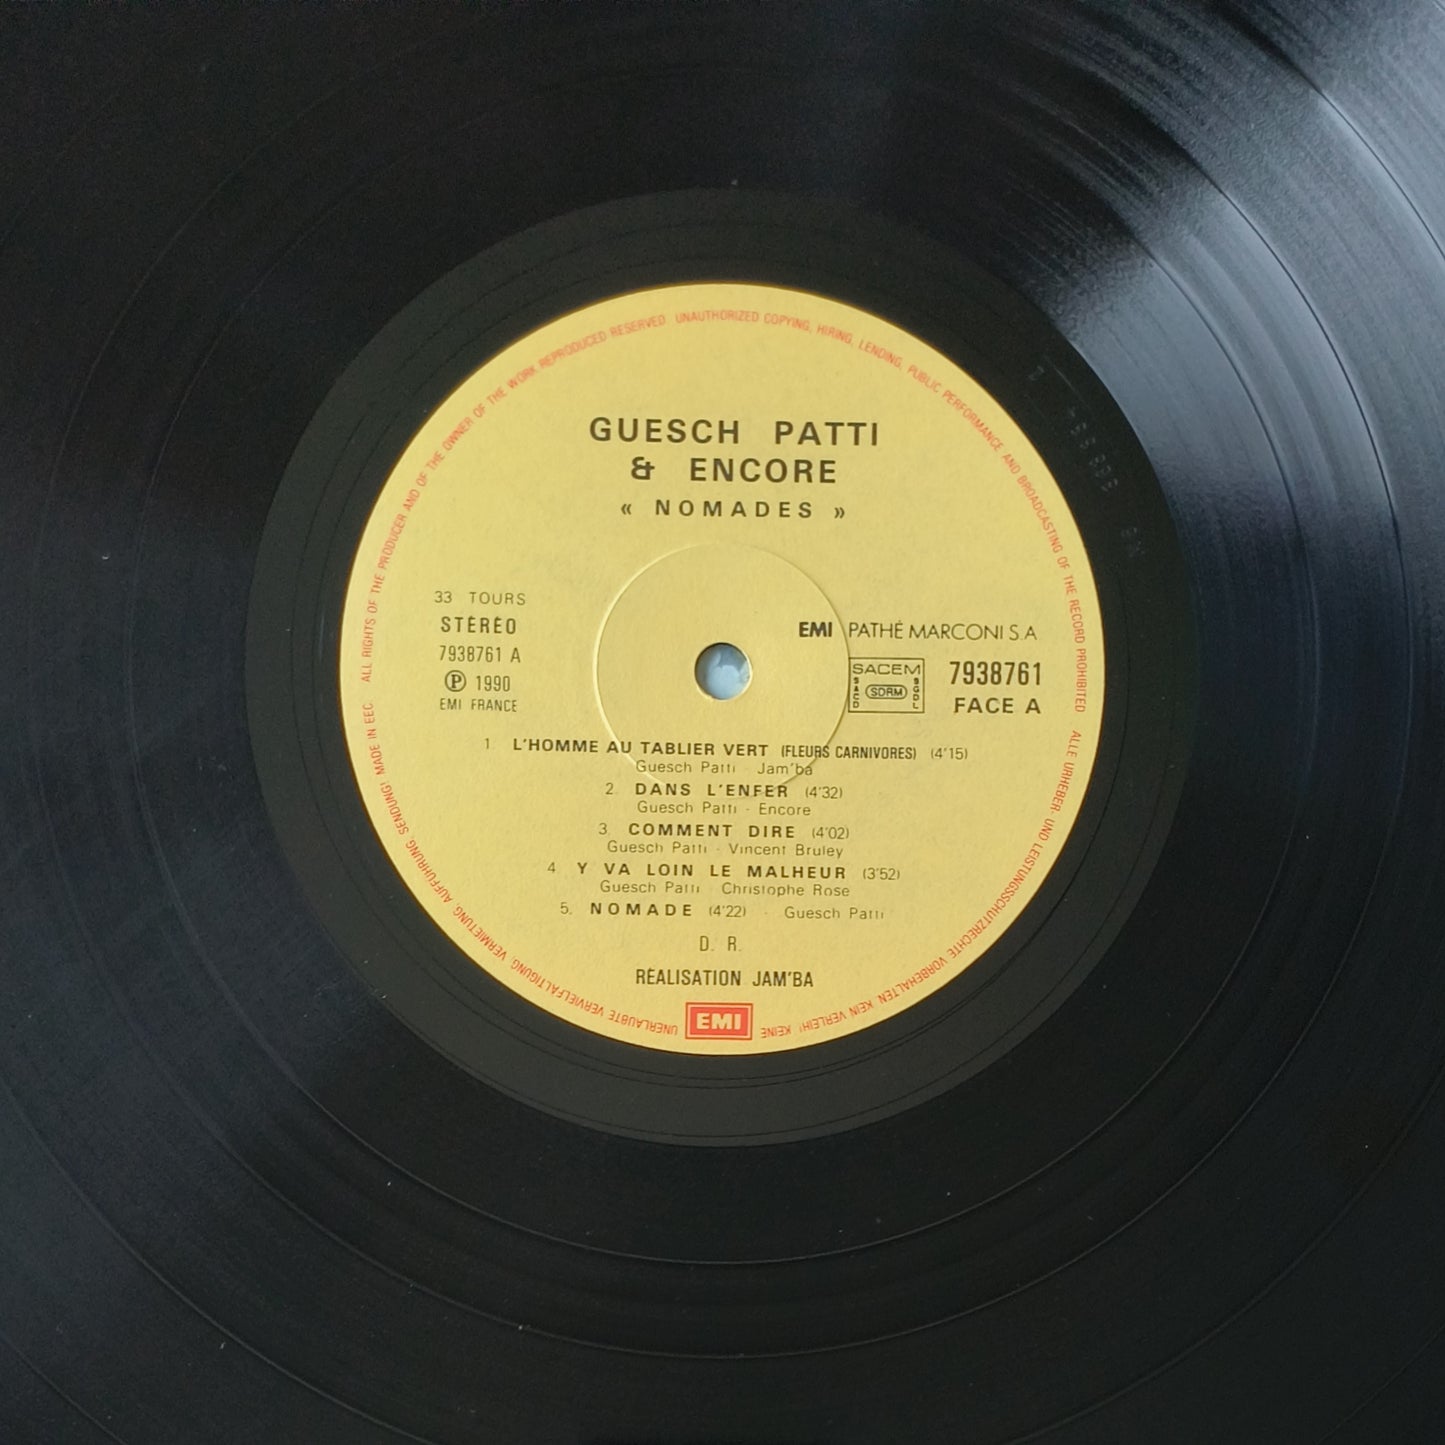 GUESCH PATTI
& ENCORE
« NOMADES »
33 TOURS
STÉRÉO
7938761 A
℗ 1990
EMI FRANCE
EMI PATHÉ MARCONI S.A
SACEM
SACD
SDRM
SGDL
7938761
FACE A
1 L'HOMME AU TABLIER VERT (FLEURS CARNIVORES) (4'15)
Guesch Patti - Jam'ba
2 DANS L'ENFER (4'32)
Guesch Patti - Encore
3. COMMENT DIRE (4'02)
Guesch Patti - Vincent Bruley
4 Y VA LOIN LE MALHEUR (3'52)
Guesch Patti - Christophe Rose
5. NOMADE (4'22) - Guesch Patti
D. R.
RÉALISATION JAM'BA
EMI
ALL RIGHTS OF THE PRODUCER AND OF THE OWNER OF THE WORK REPRODUCED RESERVED. UNAUTHORIZED COPYING, HIRING, LENDING, PUBLIC PERFORMANCE AND BROADCASTING OF THE RECORD PROHIBITED
ALLE URHEBER- UND LEISTUNGSSCHUTZRECHTE VORBEHALTEN. KEIN VERLEIH! KEINE UNERLAUBTE VERVIELFÄLTIGUNG, VERMIETUNG, AUFFÜHRUNG, SENDUNG! MADE IN EEC